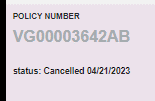 POLICY NUMBER
VG00003642AB
status: Cancelled 04/21/2023